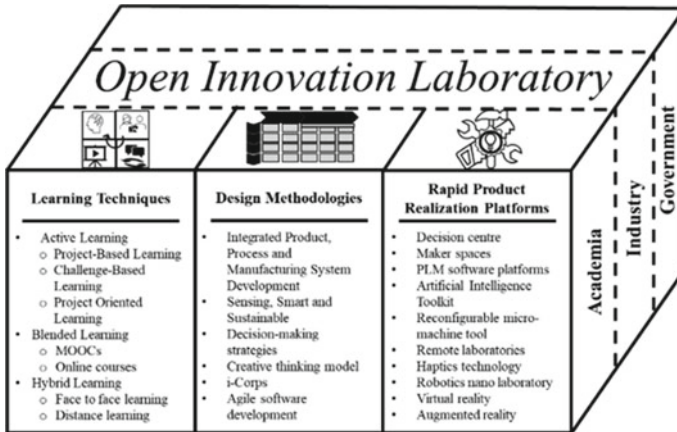 Open Innovation Laboratory
Learning Techniques
• Active Learning
o Project-Based Learning
o Challenge-Based
Learning
o Project Oriented
Learning
• Blended Learning
o MOOCs
o Online courses
• Hybrid Learning
o Face to face learning
o Distance learning
Design Methodologies
• Integrated Product,
Process and
Manufacturing System
Development
• Sensing, Smart and
Sustainable
• Decision-making
strategies
• Creative thinking model
• i-Corps
• Agile software
development
Rapid Product
Realization Platforms
• Decision centre
• Maker spaces
• PLM software platforms
• Artificial Intelligence
Toolkit
• Reconfigurable micro-
machine tool
• Remote laboratories
• Haptics technology
• Robotics nano laboratory
• Virtual reality
• Augmented reality
Academia
Industry
Government